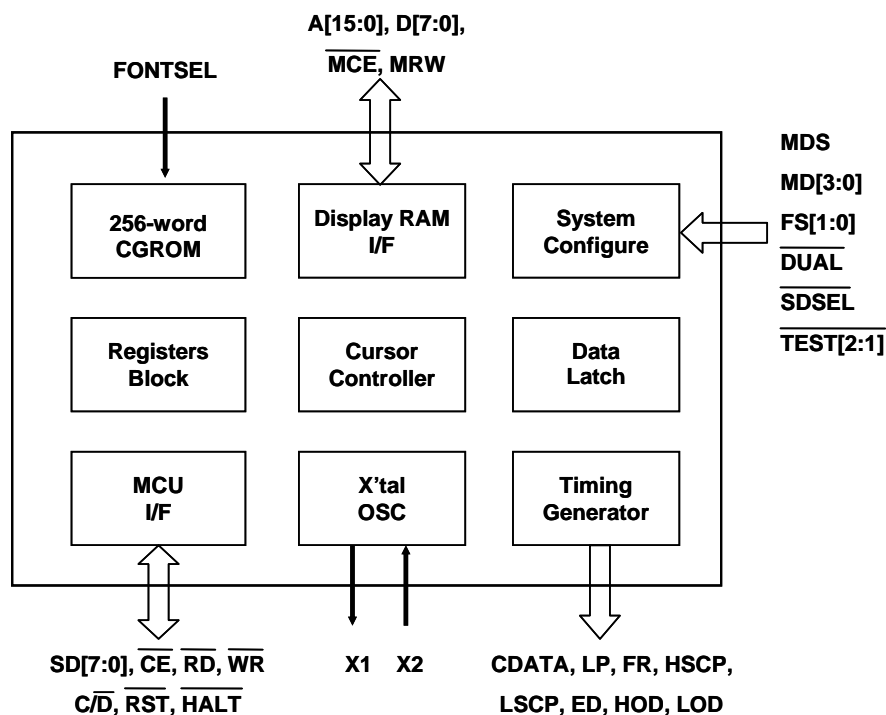 A[15:0], D[7:0],
MCE, MRW
FONTSEL
MDS
MD[3:0]
FS[1:0]
DUAL
SDSEL
TEST[2:1]
256-word
CGROM
Display RAM
I/F
System
Configure
Registers
Block
Cursor
Controller
Data
Latch
MCU
I/F
X'tal
OSC
Timing
Generator
SD[7:0], CE, RD, WR
C/D, RST, HALT
X1
X2
CDATA, LP, FR, HSCP,
LSCP, ED, HOD, LOD